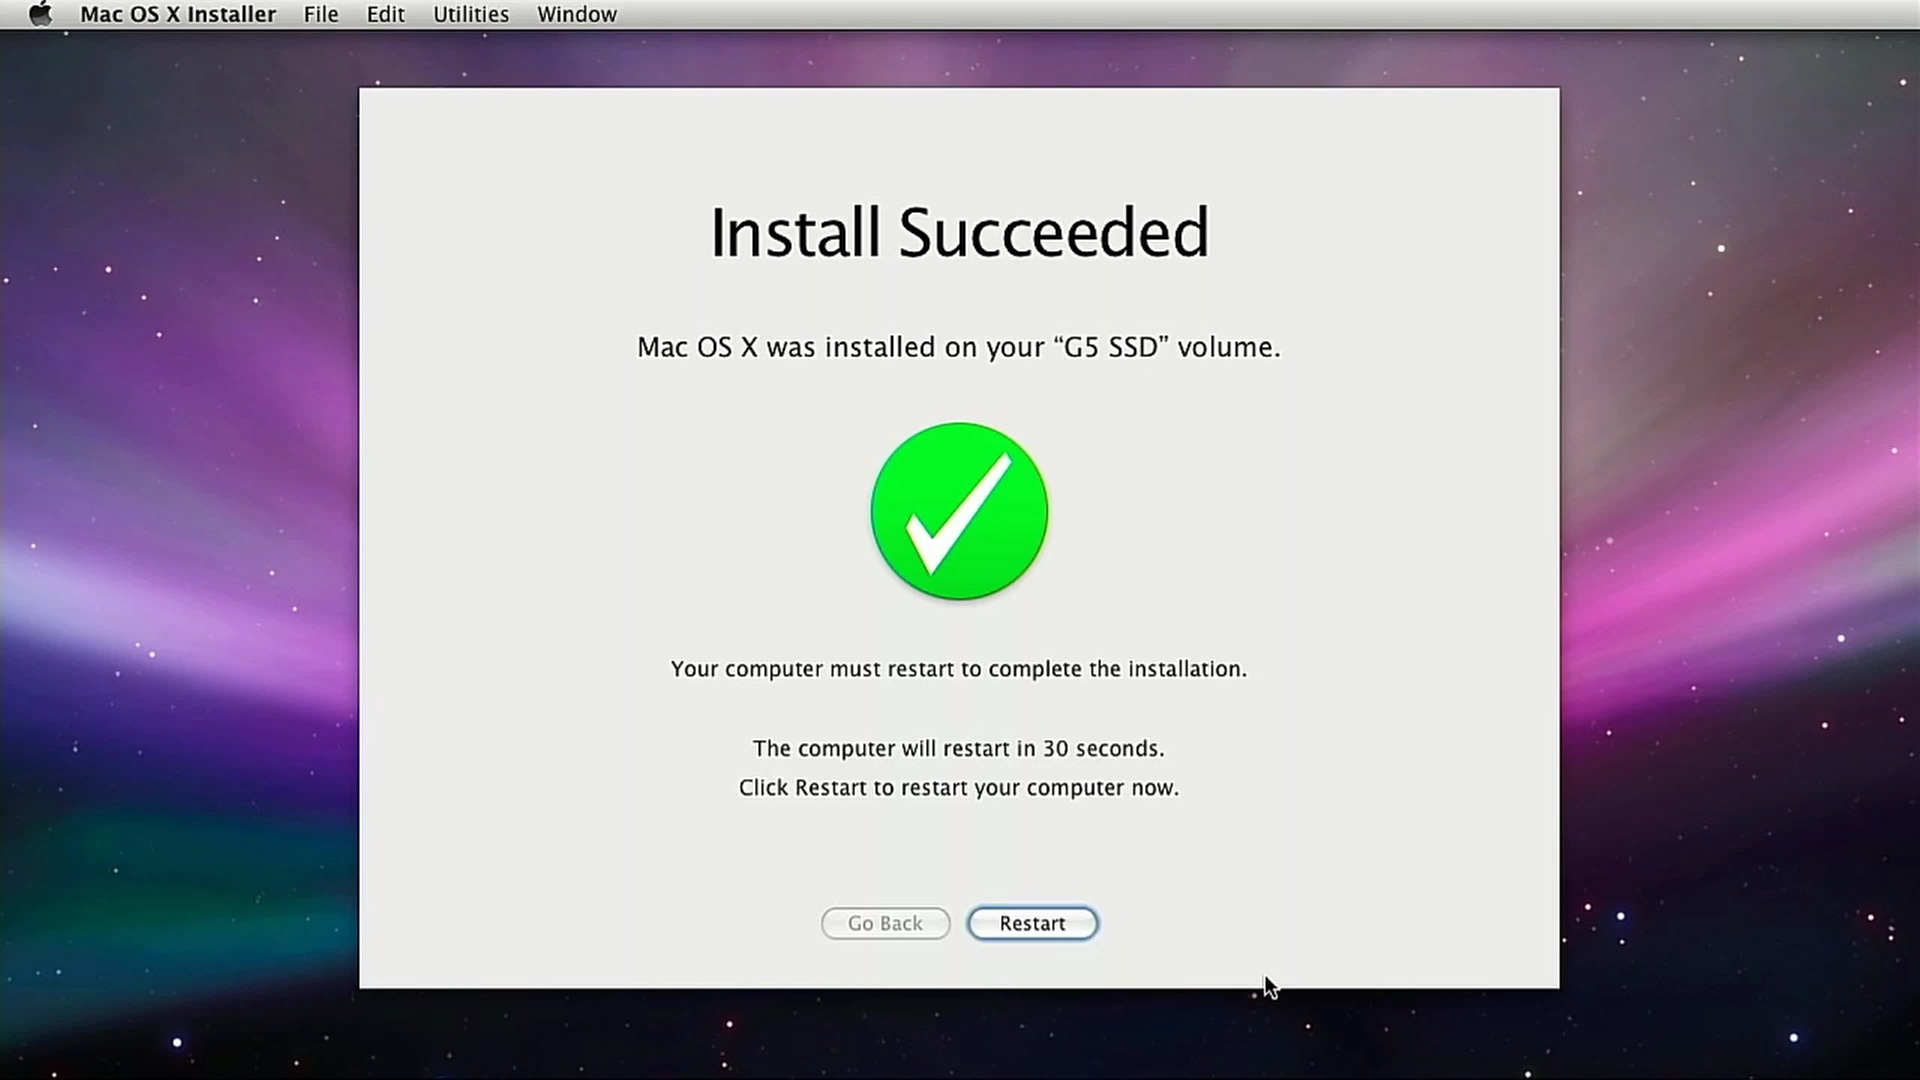 Mac OS X Installer File Edit Utilities Window
Install Succeeded
Mac OS X was installed on your “G5 SSD” volume.
Your computer must restart to complete the installation.
The computer will restart in 30 seconds.
Click Restart to restart your computer now.
Go Back Restart